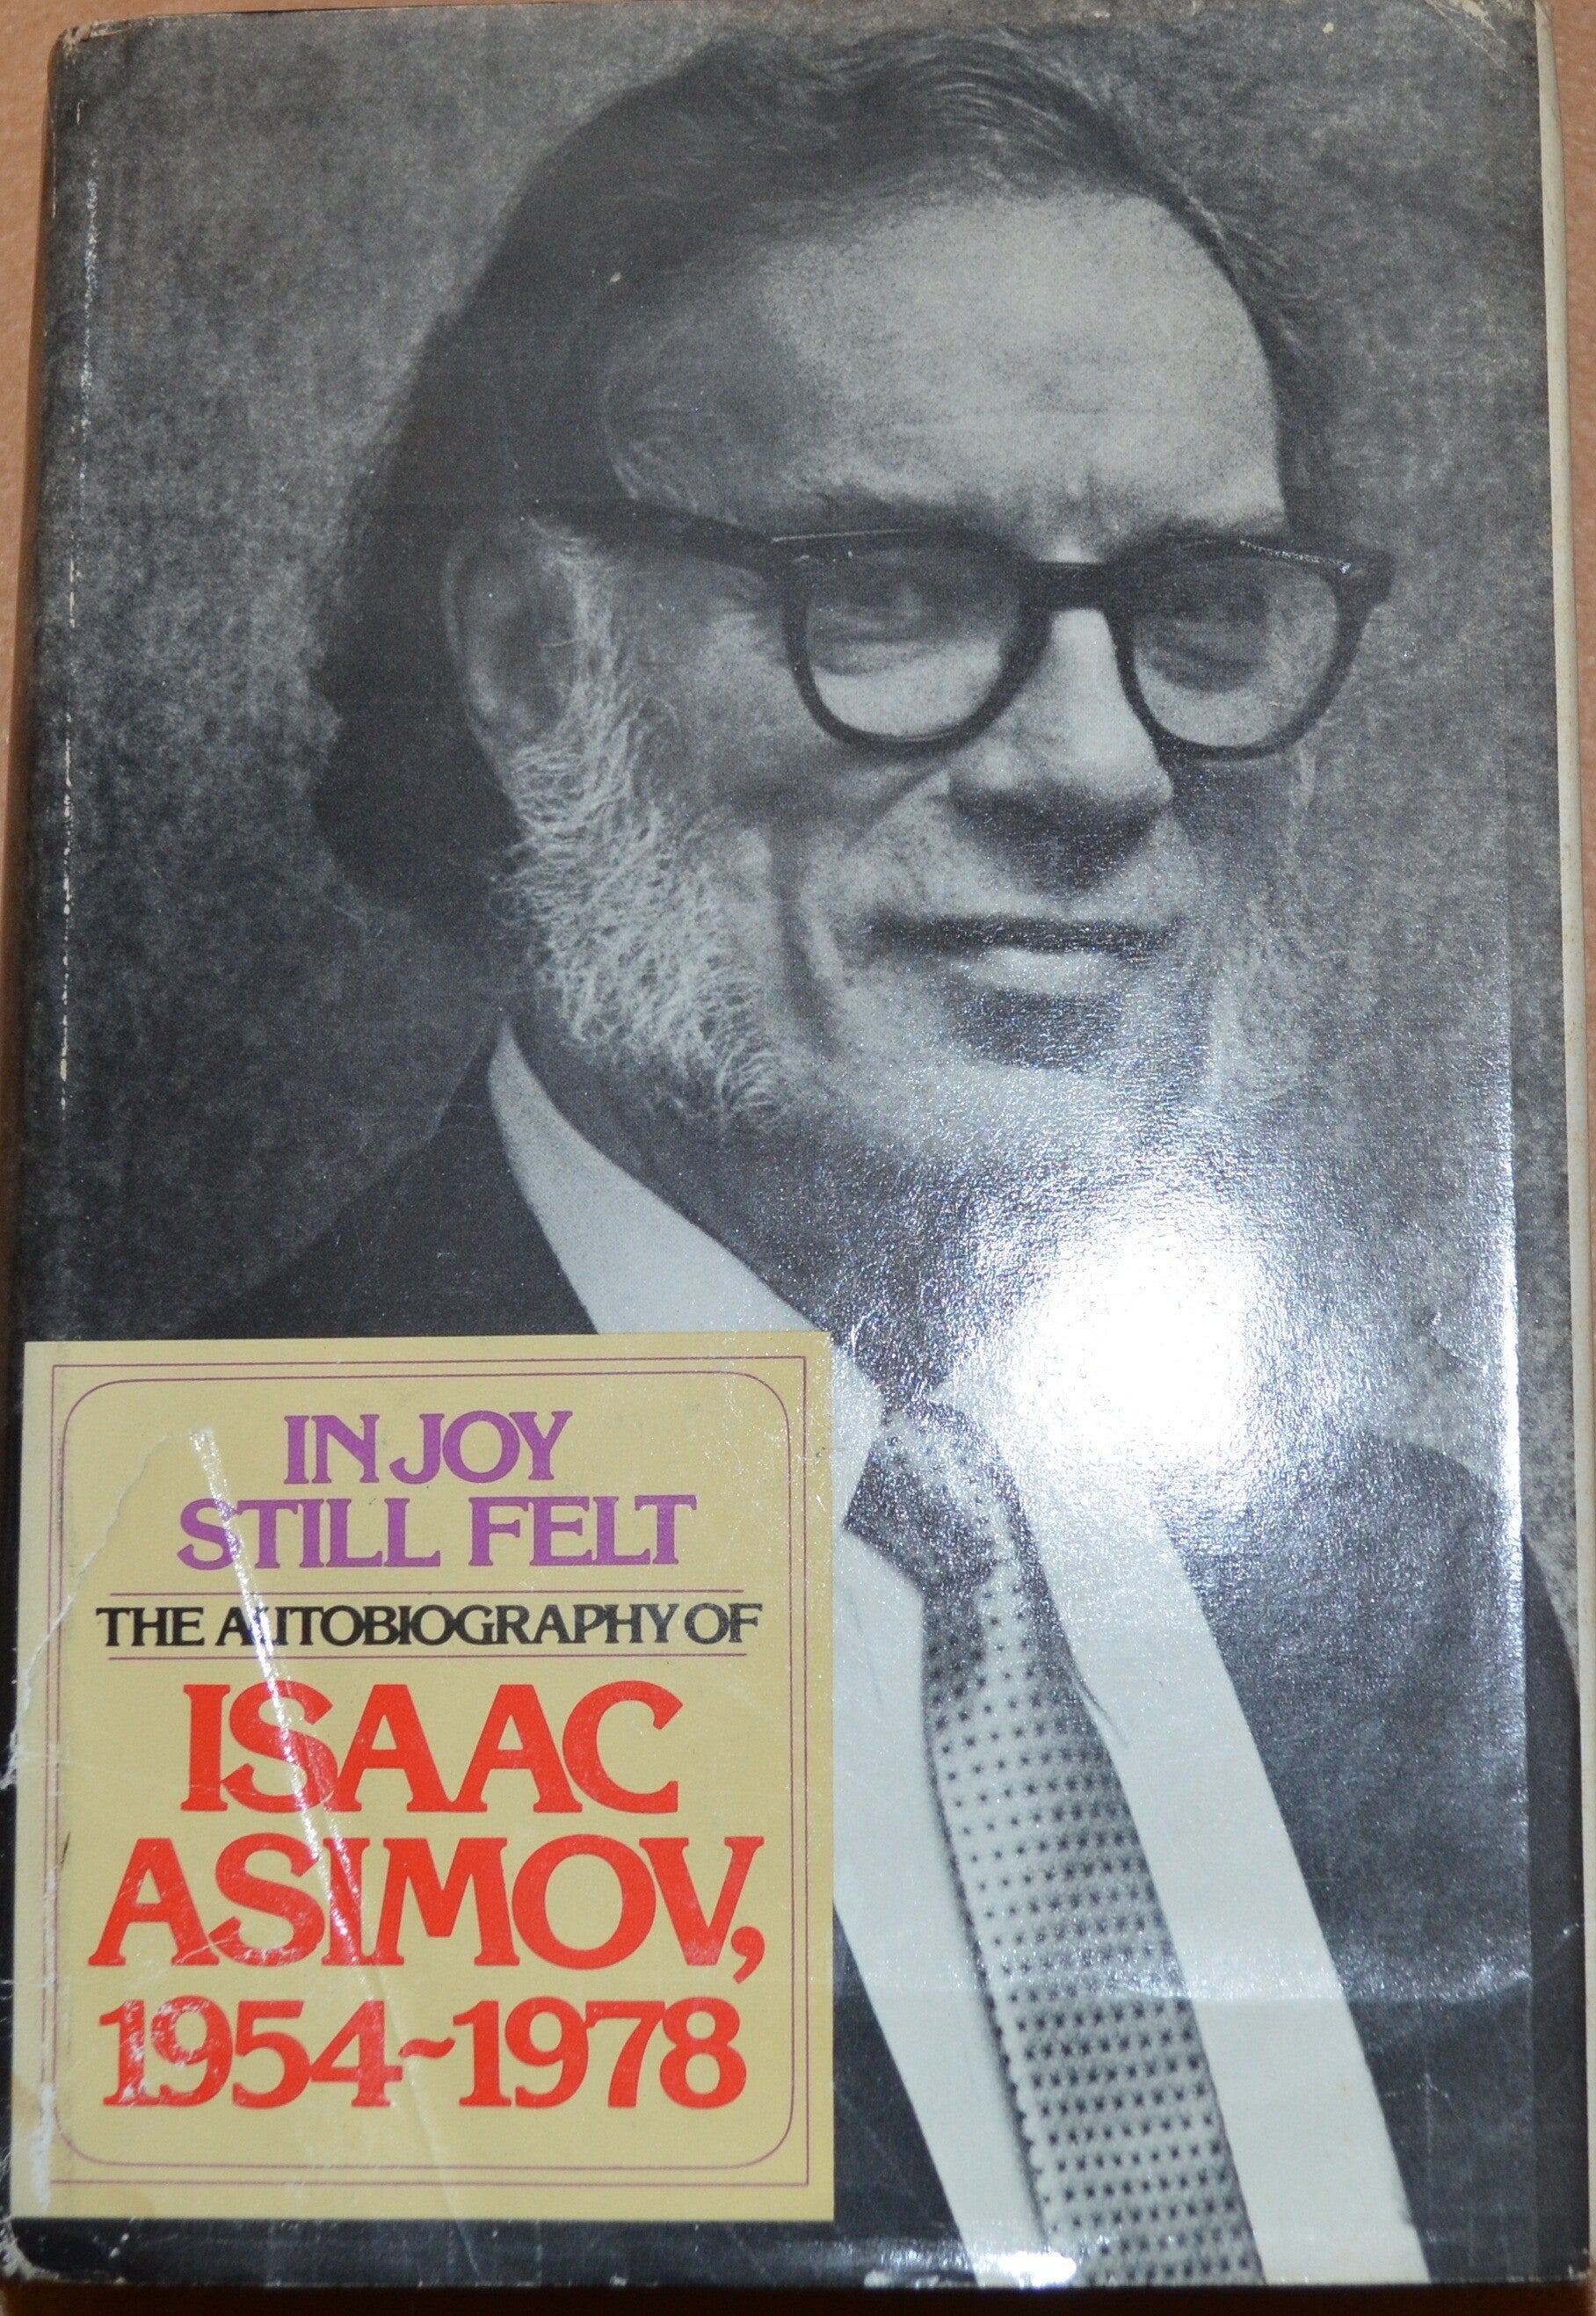 IN JOY
STILL FELT
THE AUTOBIOGRAPHY OF
ISAAC
ASIMOV,
1954~1978